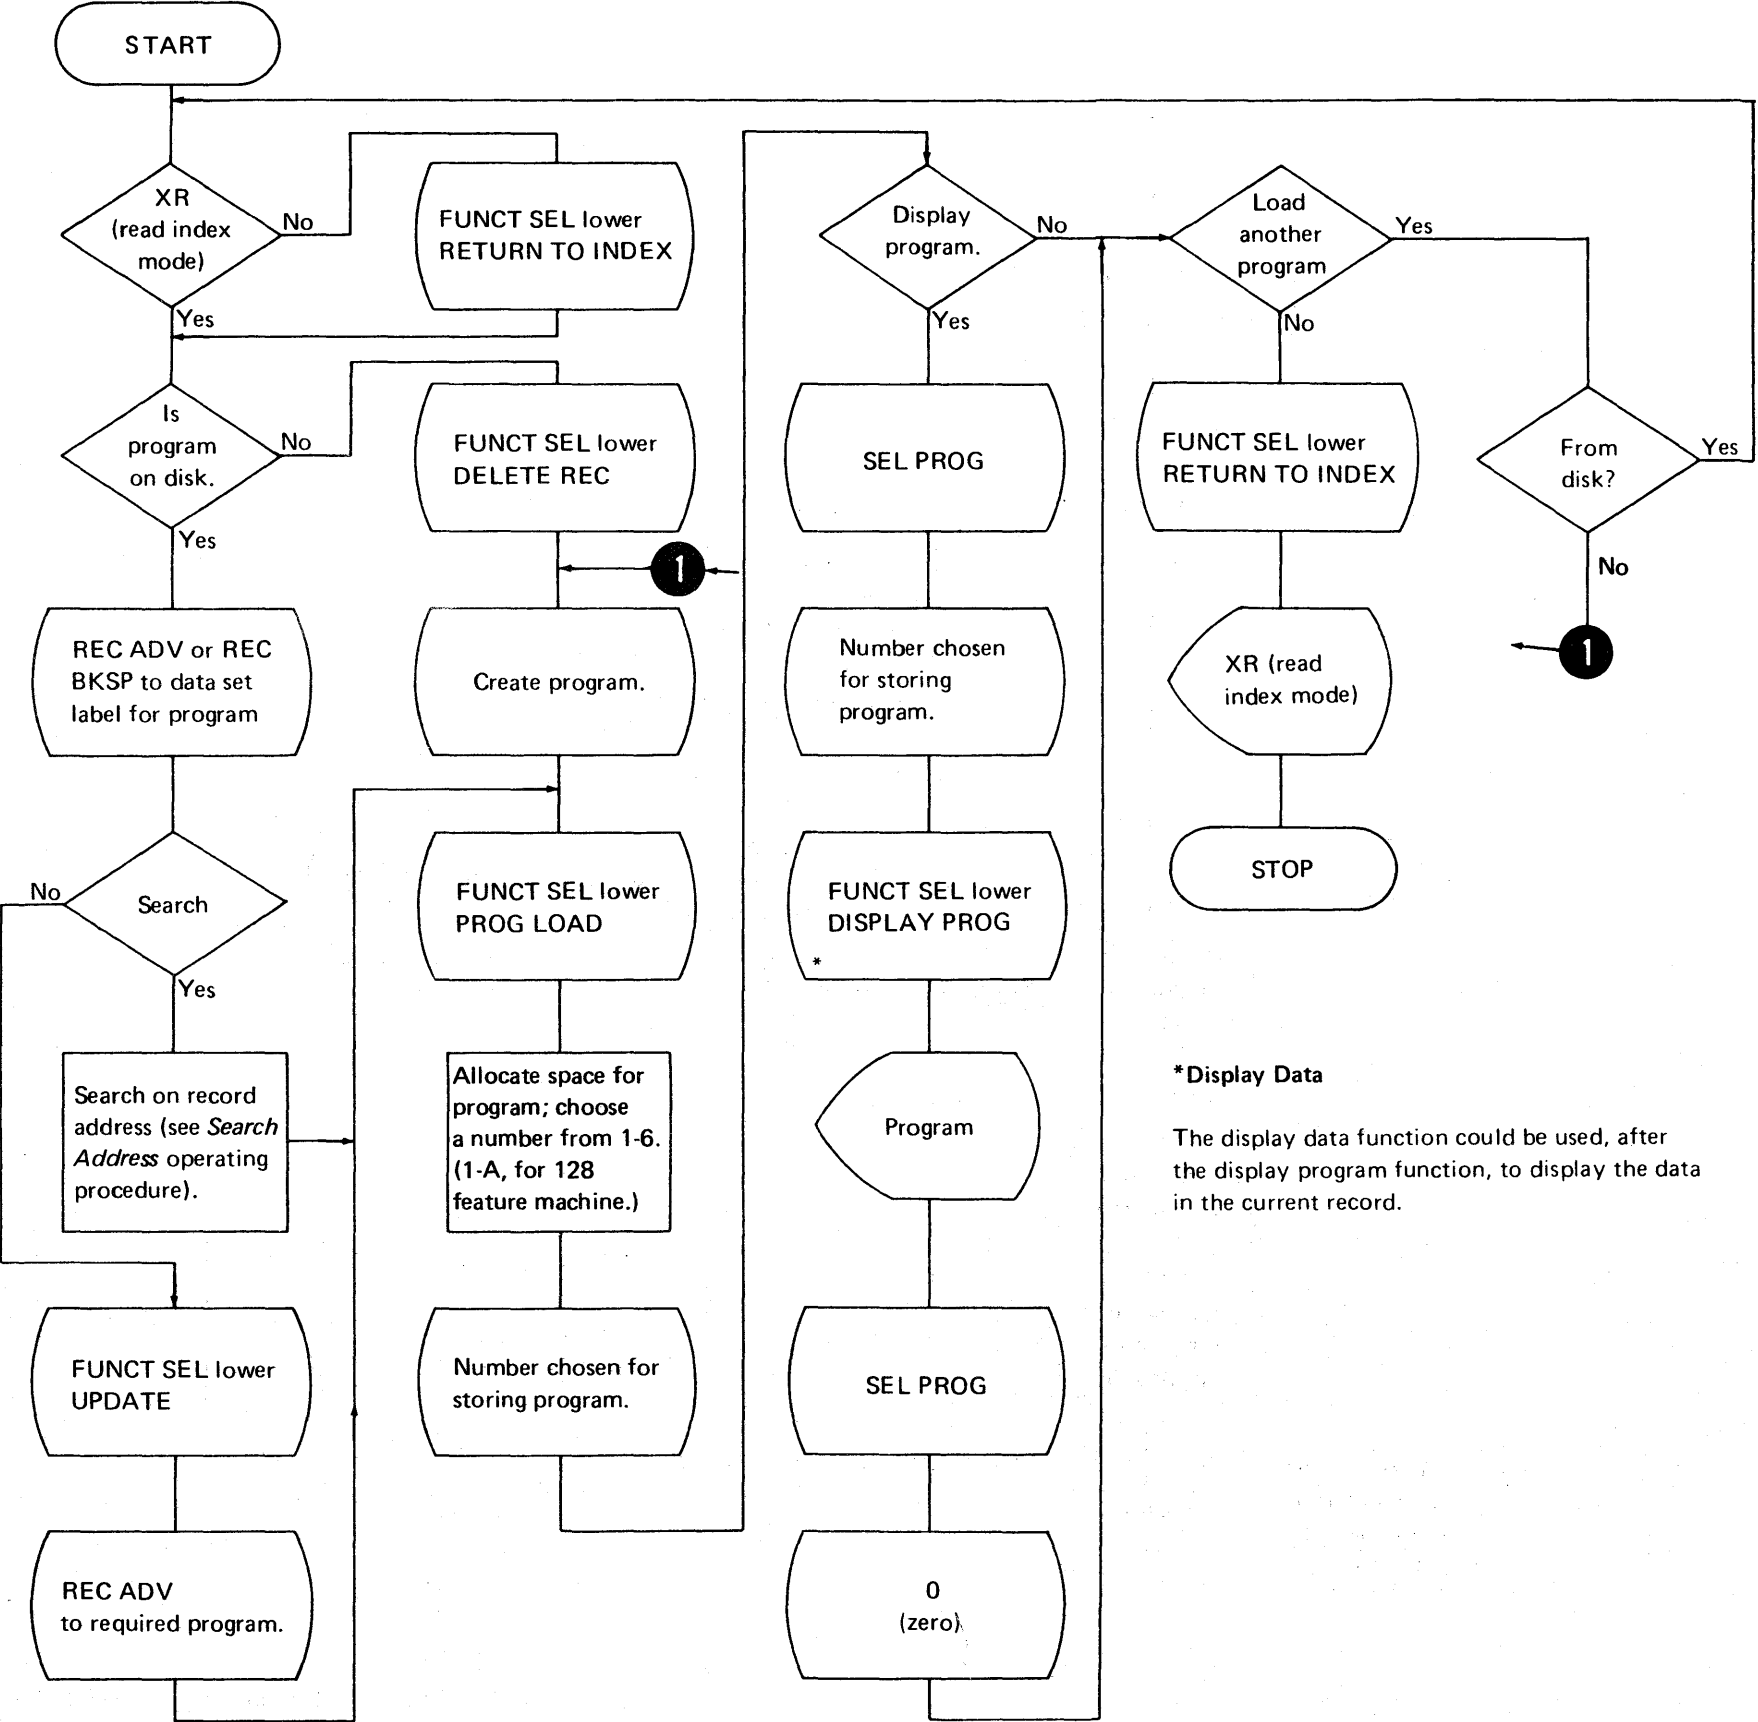 START
XR
(read index
mode)
No
Yes
FUNCT SEL lower
RETURN TO INDEX
Is
program
on disk.
No
Yes
FUNCT SEL lower
DELETE REC
1
REC ADV or REC
BKSP to data set
label for program
Create program.
Search
No
Yes
FUNCT SEL lower
PROG LOAD
Search on record
address (see Search
Address operating
procedure).
Allocate space for
program; choose
a number from 1-6.
(1-A, for 128
feature machine.)
FUNCT SEL lower
UPDATE
Number chosen for
storing program.
REC ADV
to required program.
Display
program.
No
Yes
SEL PROG
Number chosen
for storing
program.
FUNCT SEL lower
DISPLAY PROG
*
Program
SEL PROG
0
(zero)
Load
another
program
Yes
No
FUNCT SEL lower
RETURN TO INDEX
From
disk?
Yes
No
1
XR (read
index mode)
STOP
*Display Data
The display data function could be used, after
the display program function, to display the data
in the current record.